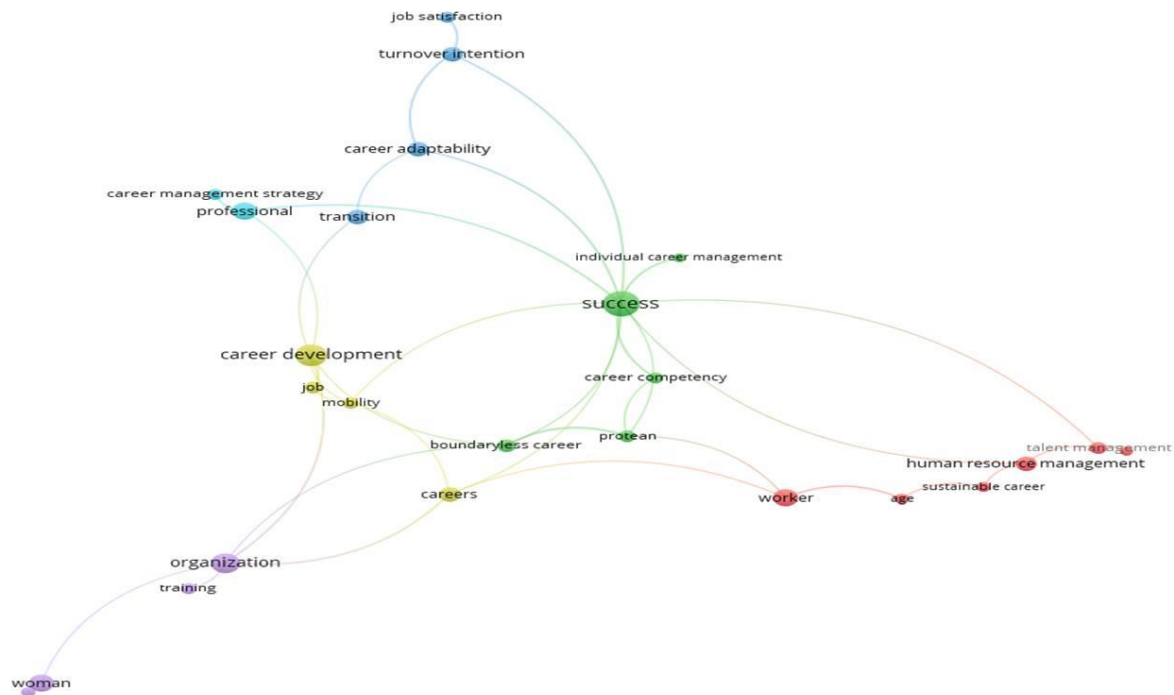 job satisfaction
turnover intention
career adaptability
career management strategy
professional
transition
individual career management
success
career development
career competency
job
mobility
protean
boundaryless career
talent management
human resource management
sustainable career
careers
worker
age
organization
training
woman